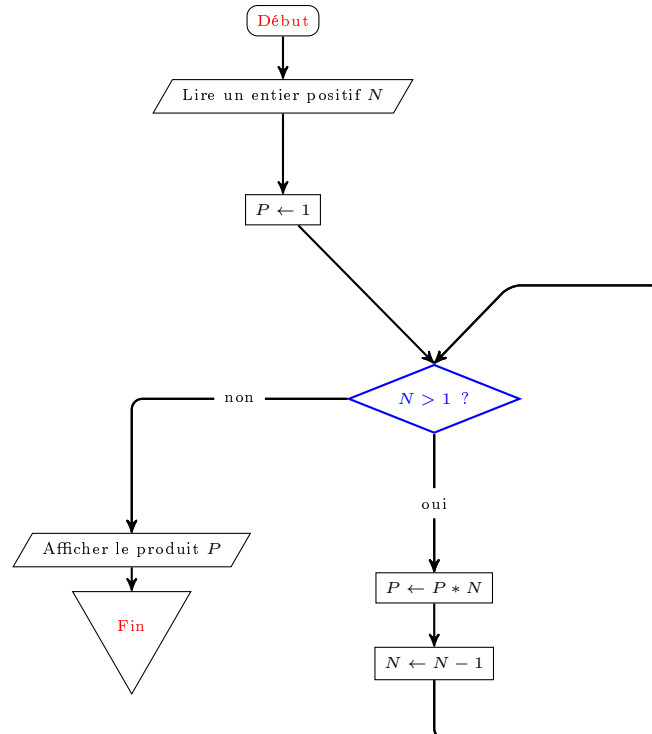 Début
Lire un entier positif N
P ← 1
N > 1 ?
non
oui
Afficher le produit P
P ← P * N
Fin
N ← N − 1